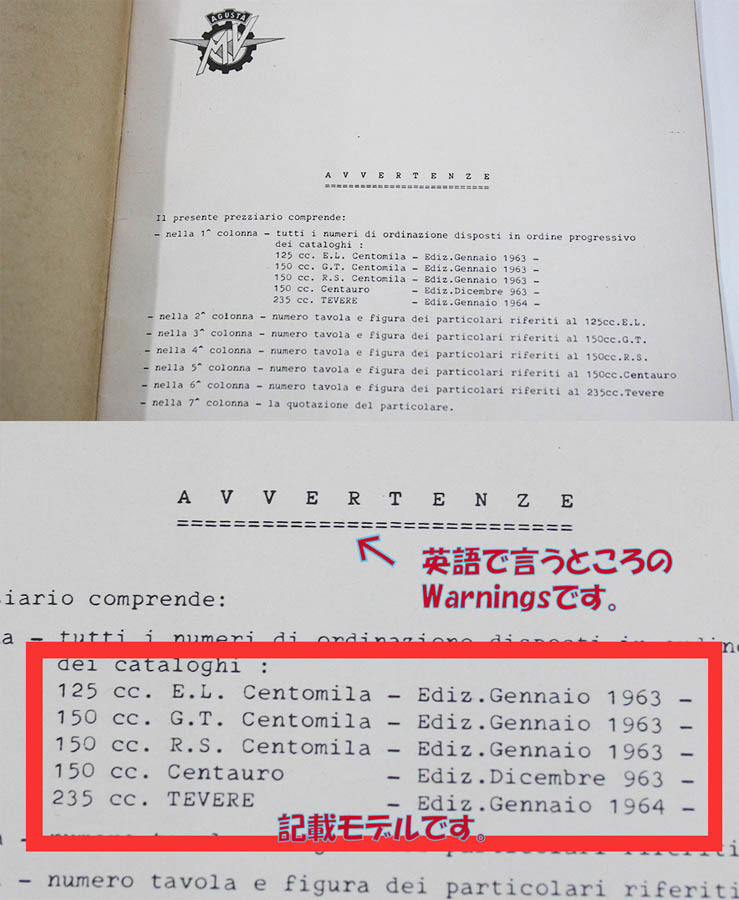 AGUSTA
MV
A V V E R T E N Z E
============================
Il presente prezziario comprende:
- nella 1^ colonna - tutti i numeri di ordinazione disposti in ordine progressivo
dei cataloghi :
125 cc. E.L. Centomila - Ediz.Gennaio 1963 -
150 cc. G.T. Centomila - Ediz.Gennaio 1963 -
150 cc. R.S. Centomila - Ediz.Gennaio 1963 -
150 cc. Centauro - Ediz.Dicembre 963 -
235 cc. TEVERE - Ediz.Gennaio 1964 -
- nella 2^ colonna - numero tavola e figura dei particolari riferiti al 125cc.E.L.
- nella 3^ colonna - numero tavola e figura dei particolari riferiti al 150cc.G.T.
- nella 4^ colonna - numero tavola e figura dei particolari riferiti al 150cc.R.S.
- nella 5^ colonna - numero tavola e figura dei particolari riferiti al 150cc.Centauro
- nella 6^ colonna - numero tavola e figura dei particolari riferiti al 235cc.Tevere
- nella 7^ colonna - la quotazione del particolare.
A V V E R T E N Z E
============================
英語で言うところの
Warningsです。
ziario comprende:
a - tutti i numeri di ordinazione disposti in ordine
dei cataloghi :
125 cc. E.L. Centomila - Ediz.Gennaio 1963 -
150 cc. G.T. Centomila - Ediz.Gennaio 1963 -
150 cc. R.S. Centomila - Ediz.Gennaio 1963 -
150 cc. Centauro - Ediz.Dicembre 963 -
235 cc. TEVERE - Ediz.Gennaio 1964 -
記載モデルです。
- numero tavola e figura dei particolari riferiti